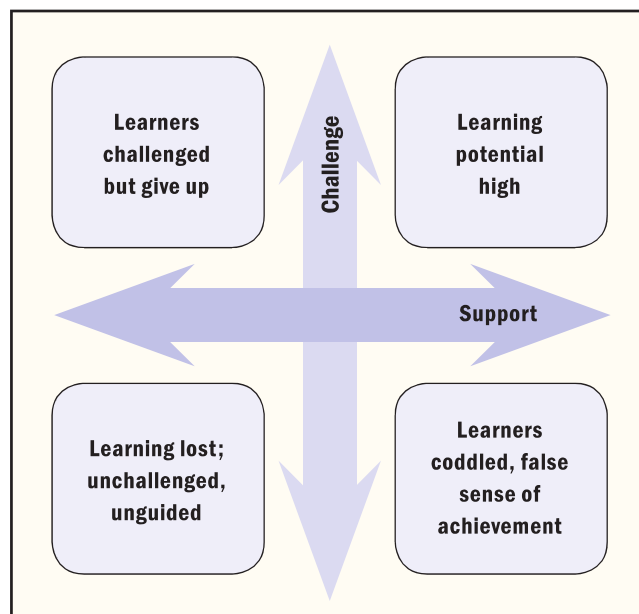 Learners
challenged
but give up
Challenge
Learning
potential
high
Support
Learning lost;
unchallenged,
unguided
Learners
coddled, false
sense of
achievement